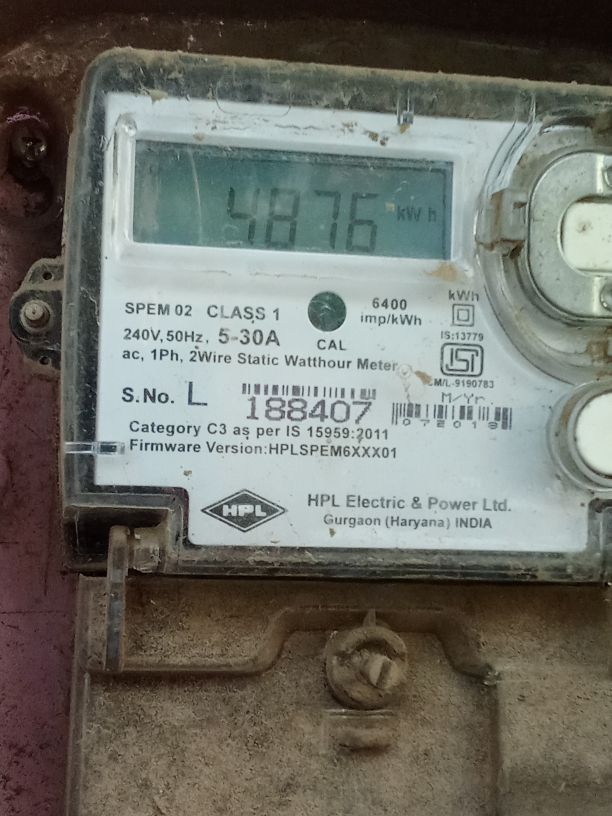 4876 kWh
SPEM 02 CLASS 1
6400 imp/kWh
kWh
240V, 50Hz, 5-30A
CAL
IS:13779
ac, 1Ph, 2Wire Static Watthour Meter
ISI
CM/L-9190783
S.No. L 188407
M/Yr
072019
Category C3 as per IS 15959:2011
Firmware Version:HPLSPEM6XXX01
HPL
HPL Electric & Power Ltd.
Gurgaon (Haryana) INDIA